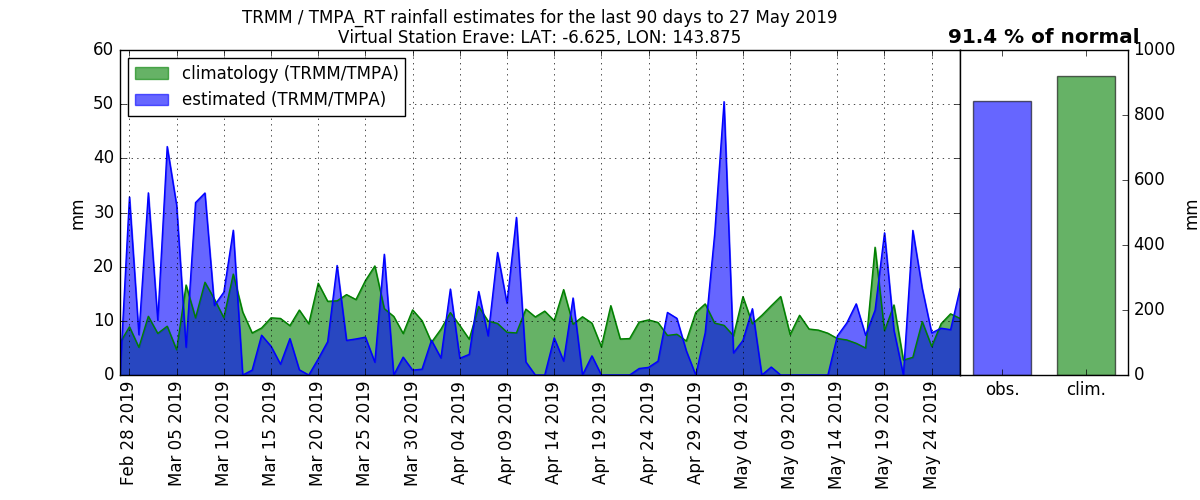 TRMM / TMPA_RT rainfall estimates for the last 90 days to 27 May 2019
Virtual Station Erave: LAT: -6.625, LON: 143.875
91.4 % of normal
climatology (TRMM/TMPA)
estimated (TRMM/TMPA)
mm
60
50
40
30
20
10
0
Feb 28 2019
Mar 05 2019
Mar 10 2019
Mar 15 2019
Mar 20 2019
Mar 25 2019
Mar 30 2019
Apr 04 2019
Apr 09 2019
Apr 14 2019
Apr 19 2019
Apr 24 2019
Apr 29 2019
May 04 2019
May 09 2019
May 14 2019
May 19 2019
May 24 2019
obs.
clim.
1000
800
600
400
200
0
mm